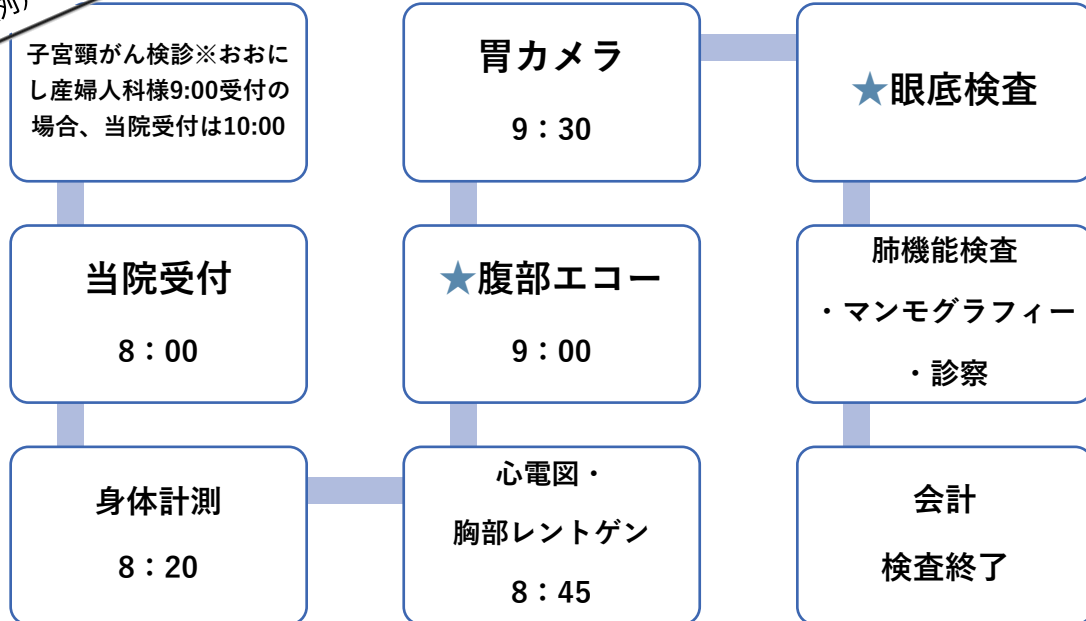 例）
子宮頸がん検診※おおに
し産婦人科様9:00受付の
場合、当院受付は10:00
当院受付
8：00
身体計測
8：20
心電図・
胸部レントゲン
8：45
★腹部エコー
9：00
胃カメラ
9：30
★眼底検査
肺機能検査
・マンモグラフィー
・診察
会計
検査終了